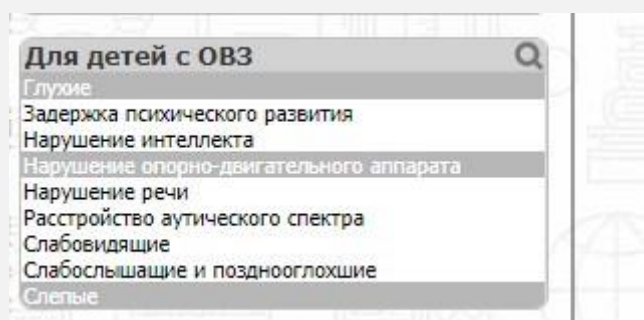 Для детей с ОВЗ
Глухие
Задержка психического развития
Нарушение интеллекта
Нарушение опорно-двигательного аппарата
Нарушение речи
Расстройство аутического спектра
Слабовидящие
Слабослышащие и позднооглохшие
Слепые